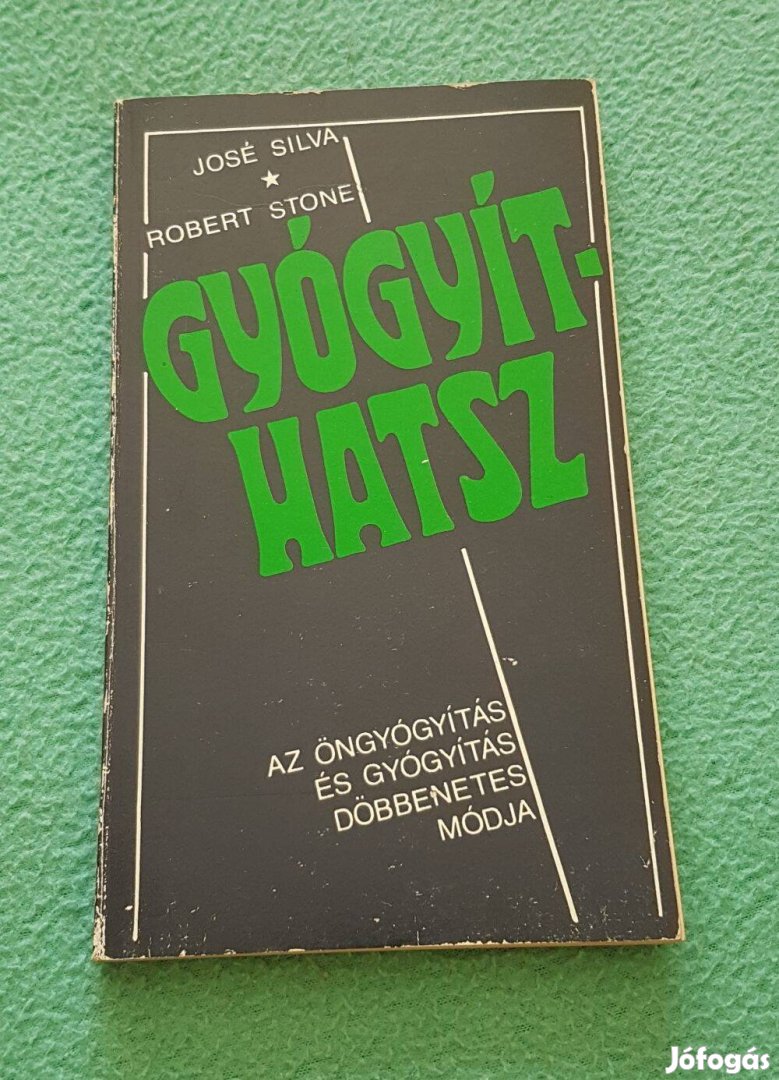 JOSÉ SILVA
★
ROBERT STONE
GYÓGYÍT-
HATSZ
AZ ÖNGYÓGYÍTÁS
ÉS GYÓGYÍTÁS
DÖBBENETES
MÓDJA
Jófogás